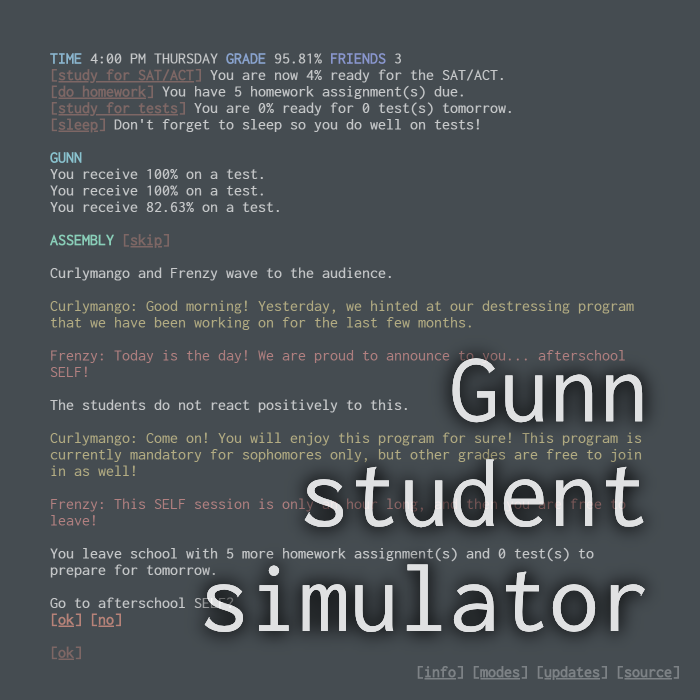 TIME 4:00 PM THURSDAY GRADE 95.81% FRIENDS 3
[study for SAT/ACT] You are now 4% ready for the SAT/ACT.
[do homework] You have 5 homework assignment(s) due.
[study for tests] You are 0% ready for 0 test(s) tomorrow.
[sleep] Don't forget to sleep so you do well on tests!
GUNN
You receive 100% on a test.
You receive 100% on a test.
You receive 82.63% on a test.
ASSEMBLY [skip]
Curlymango and Frenzy wave to the audience.
Curlymango: Good morning! Yesterday, we hinted at our destressing program
that we have been working on for the last few months.
Frenzy: Today is the day! We are proud to announce to you... afterschool
SELF!
The students do not react positively to this.
Curlymango: Come on! You will enjoy this program for sure! This program is
currently mandatory for sophomores only, but other grades are free to join
in as well!
Frenzy: This SELF session is only an hour long, and then you are free to
leave!
You leave school with 5 more homework assignment(s) and 0 test(s) to
prepare for tomorrow.
Go to afterschool SELF?
[ok] [no]
[ok]
Gunn
student
simulator
[info] [modes] [updates] [source]